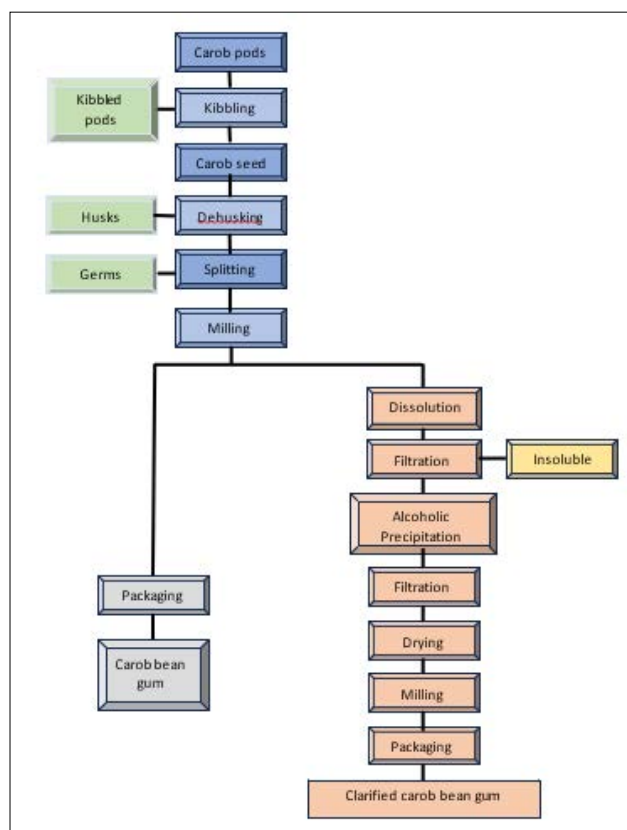 Carob pods
Kibbled
pods
Kibbling
Carob seed
Husks
Dehusking
Germs
Splitting
Milling
Dissolution
Filtration
Insoluble
Alcoholic
Precipitation
Packaging
Filtration
Carob bean
gum
Drying
Milling
Packaging
Clarified carob bean gum